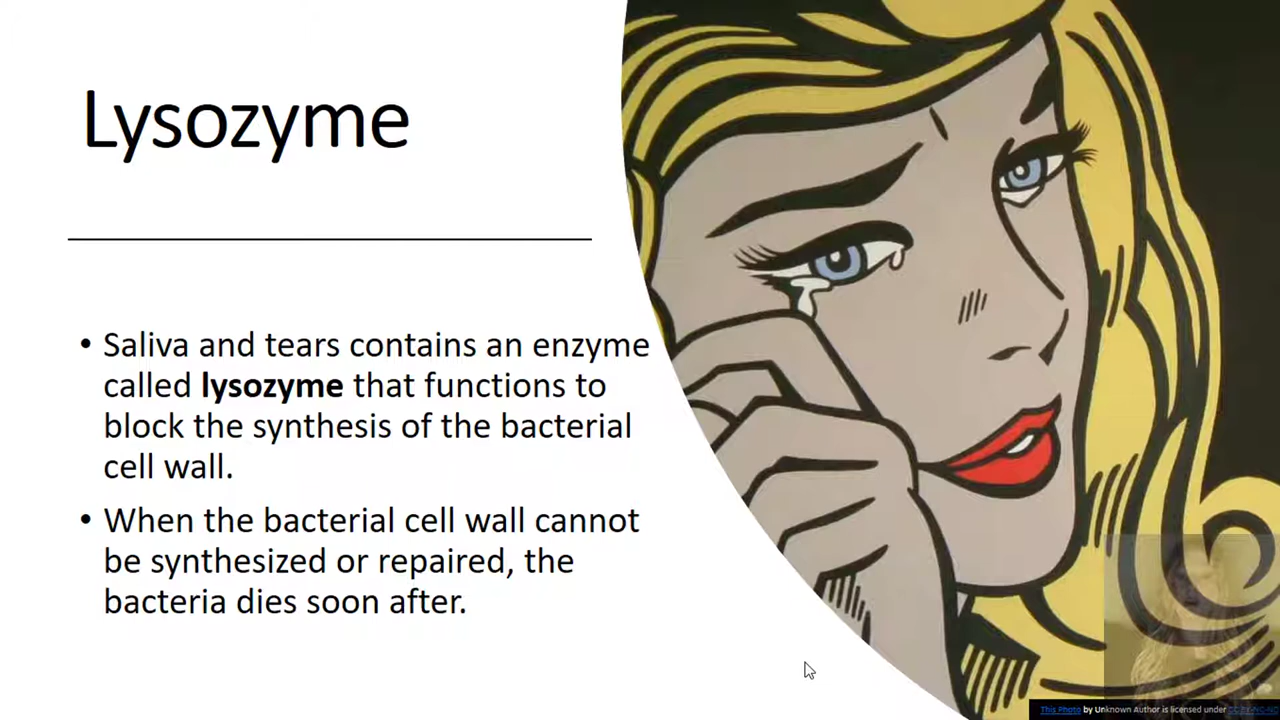 Lysozyme
• Saliva and tears contains an enzyme
called lysozyme that functions to
block the synthesis of the bacterial
cell wall.
• When the bacterial cell wall cannot
be synthesized or repaired, the
bacteria dies soon after.
This Photo by Unknown Author is licensed under